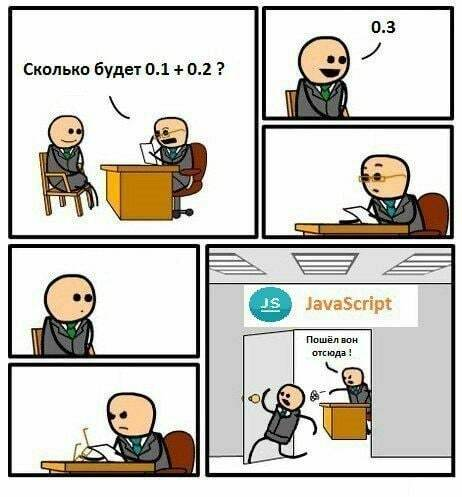 Сколько будет 0.1 + 0.2 ?
0.3
JS JavaScript
Пошёл вон
отсюда !